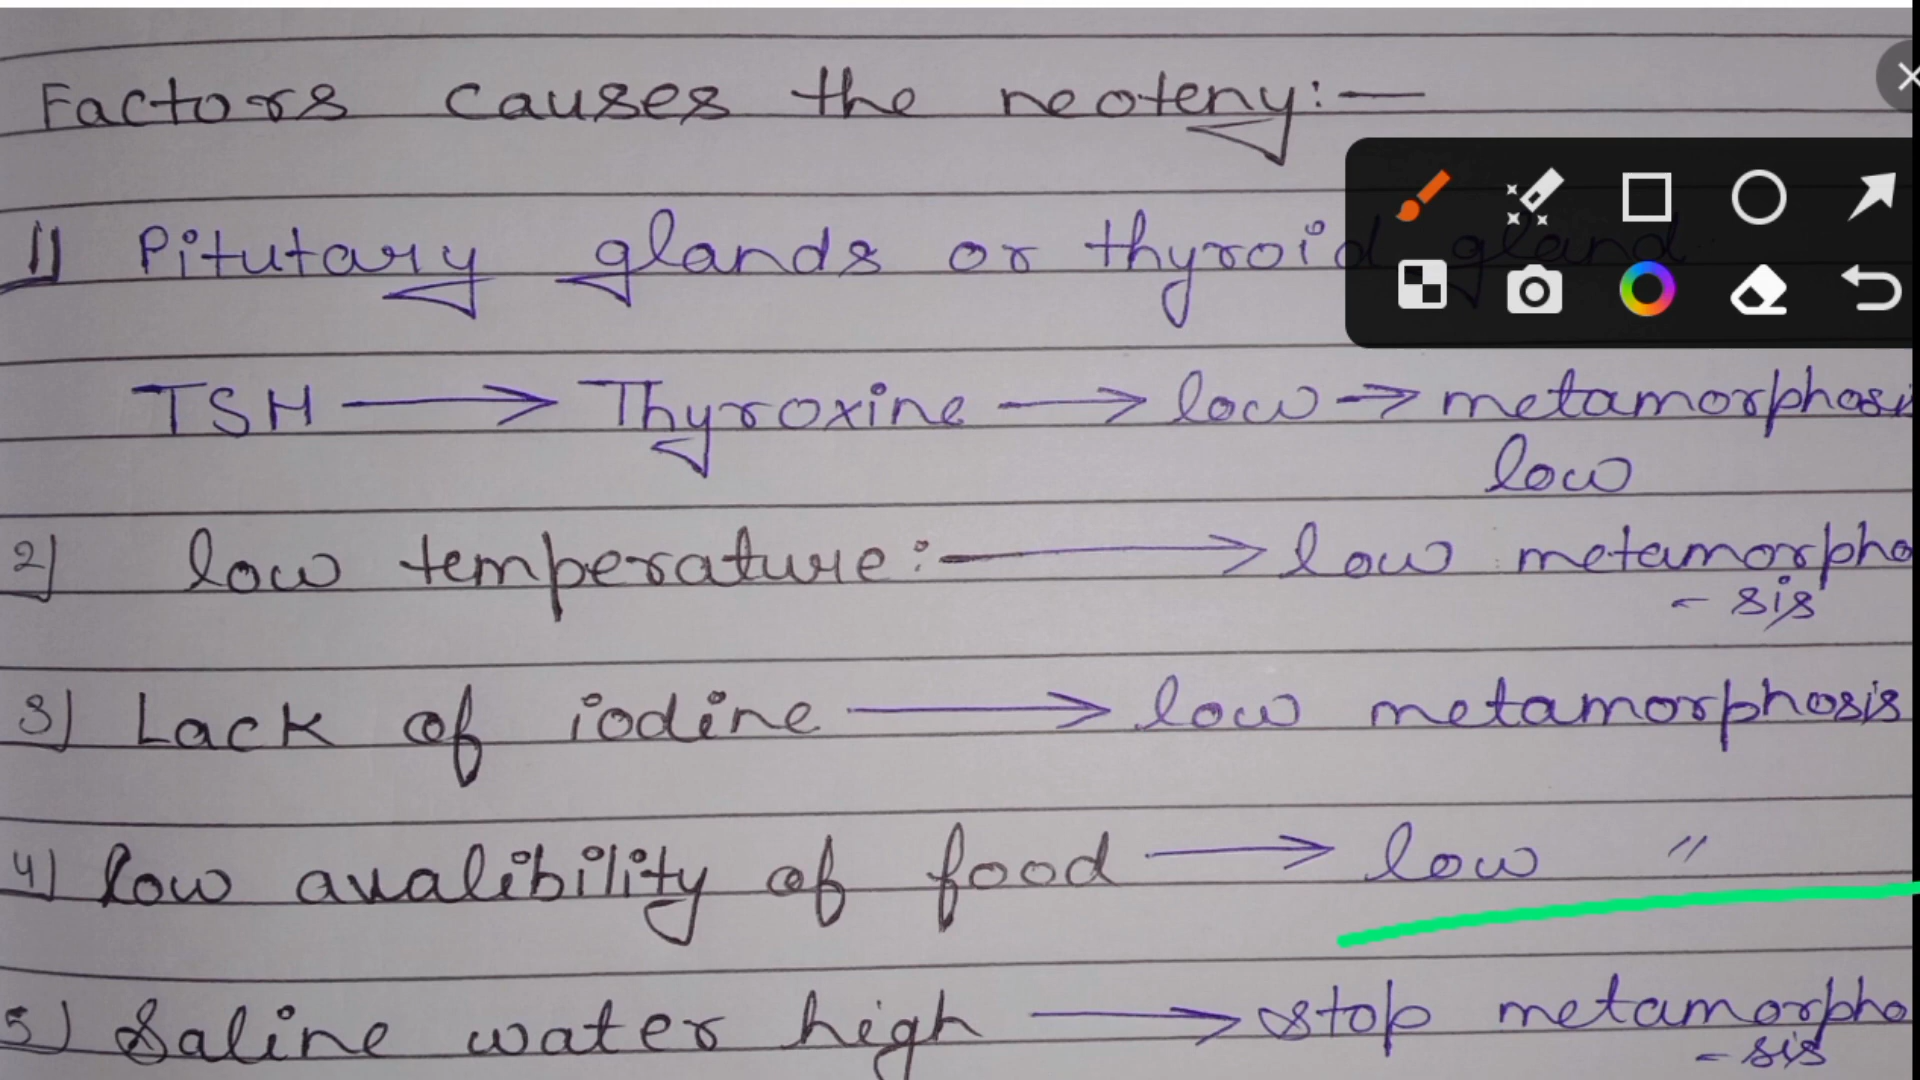 Factors causes the neoteny:—
1) Pitutary glands or thyroid gland
TSH → Thyroxine → low → metamorphosi
low
2) low temperature:— → low metamorpho
- sis
3) Lack of iodine → low metamorphosis
4) low avalibility of food → low "
5) Saline water high → stop metamorpho
- sis